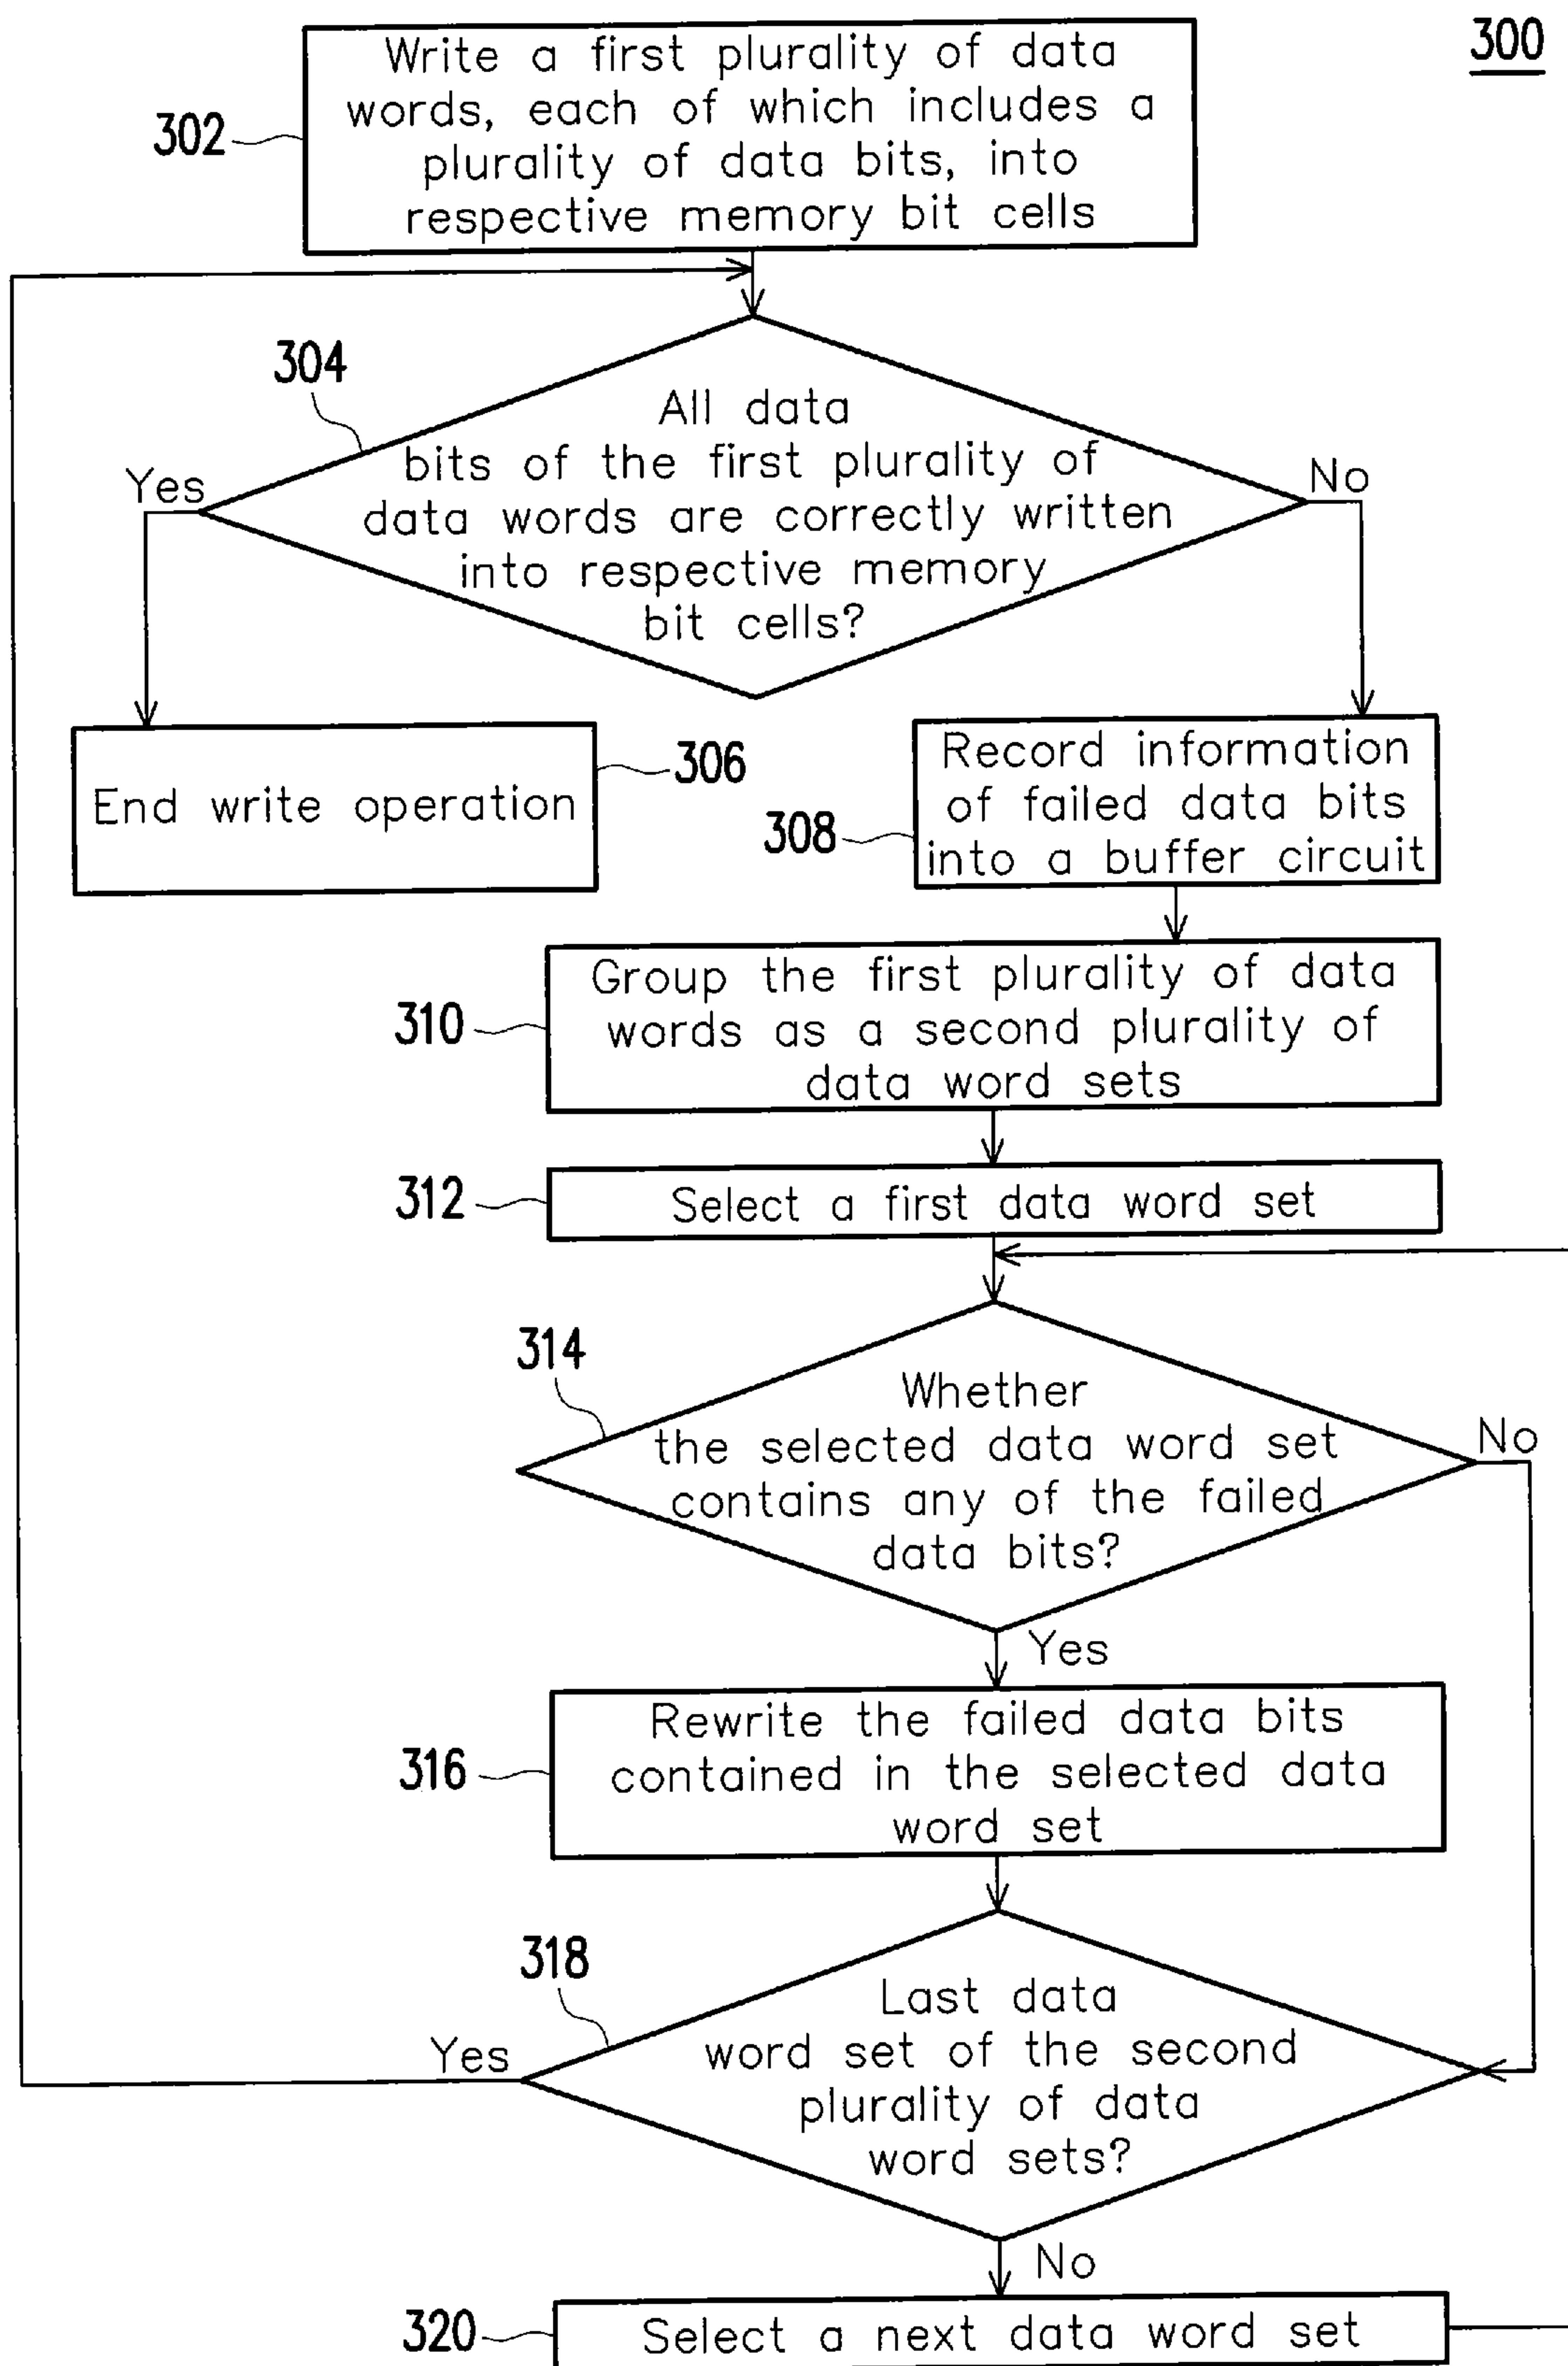 300
Write a first plurality of data
words, each of which includes a
plurality of data bits, into
respective memory bit cells
302
304
All data
bits of the first plurality of
data words are correctly written
into respective memory
bit cells?
Yes
No
End write operation
306
Record information
of failed data bits
into a buffer circuit
308
Group the first plurality of data
words as a second plurality of
data word sets
310
312
Select a first data word set
314
Whether
the selected data word set
contains any of the failed
data bits?
No
Yes
Rewrite the failed data bits
contained in the selected data
word set
316
318
Last data
word set of the second
plurality of data
word sets?
Yes
No
320
Select a next data word set